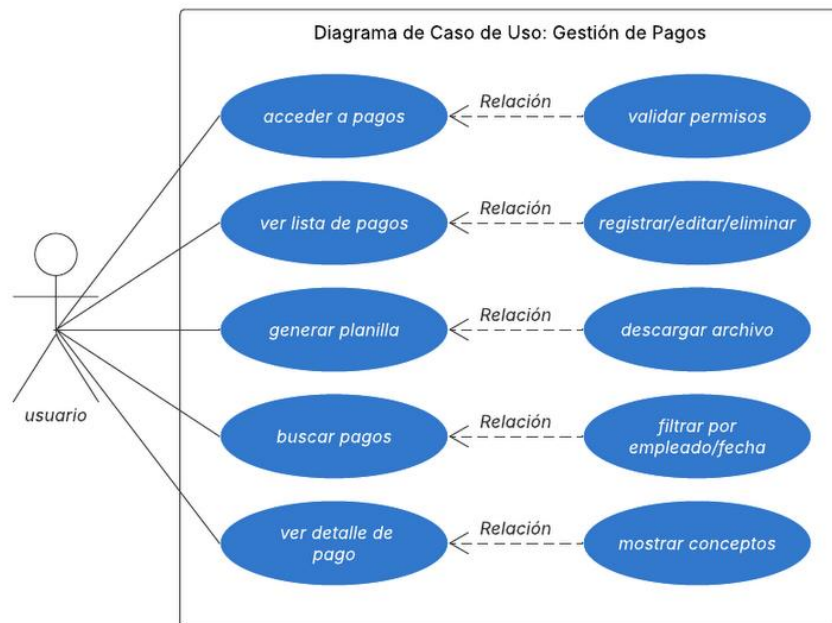 Diagrama de Caso de Uso: Gestión de Pagos
acceder a pagos
Relación
validar permisos
ver lista de pagos
Relación
registrar/editar/eliminar
generar planilla
Relación
descargar archivo
usuario
buscar pagos
Relación
filtrar por
empleado/fecha
ver detalle de
pago
Relación
mostrar conceptos